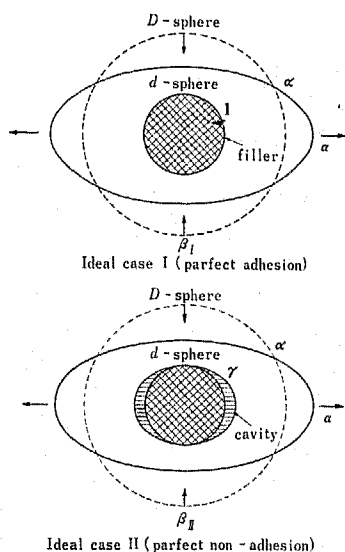 D-sphere
α
d-sphere
1
filler
a
β_I
Ideal case I (parfect adhesion)
D-sphere
α
d-sphere
γ
cavity
a
β_II
Ideal case II (parfect non-adhesion)